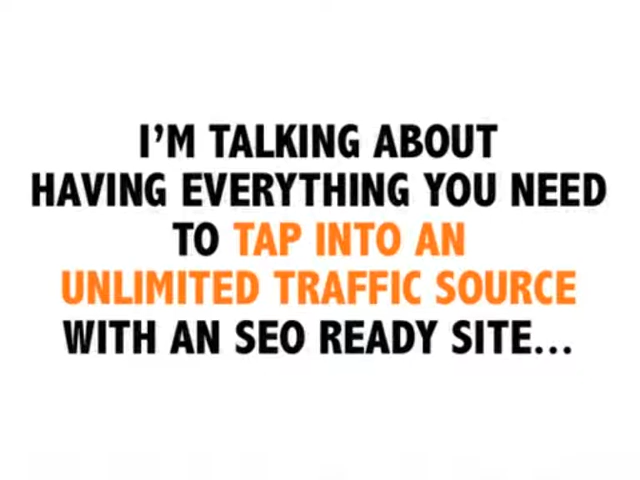 I'M TALKING ABOUT
HAVING EVERYTHING YOU NEED
TO TAP INTO AN
UNLIMITED TRAFFIC SOURCE
WITH AN SEO READY SITE...